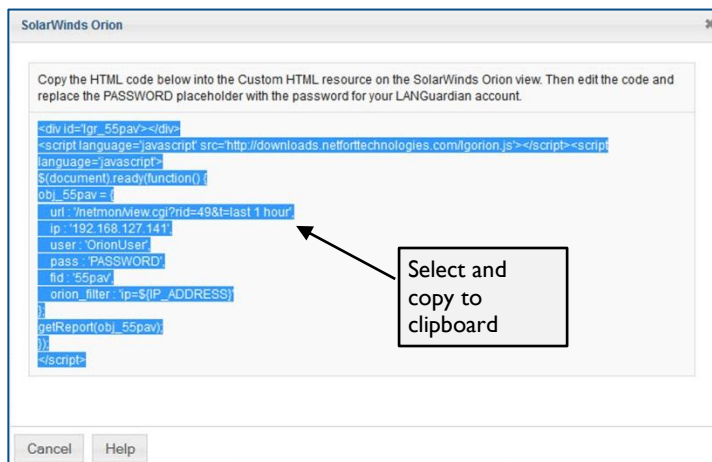 SolarWinds Orion
Copy the HTML code below into the Custom HTML resource on the SolarWinds Orion view. Then edit the code and
replace the PASSWORD placeholder with the password for your LANGuardian account.
<div id='lgr_55pav'></div>
<script language='javascript' src='http://downloads.netforttechnologies.com/lgorion.js'></script><script
language='javascript'>
$(document).ready(function() {
obj_55pav = {
url : '/netmon/view.cgi?rid=49&t=last 1 hour',
ip : '192.168.127.141',
user : 'OrionUser',
pass : 'PASSWORD',
fid : '55pav',
orion_filter : 'ip=${IP_ADDRESS}'
};
getReport(obj_55pav);
});
</script>
Select and
copy to
clipboard
Cancel Help